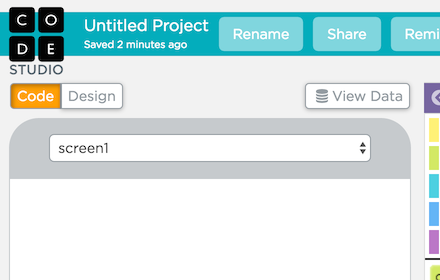 C O
D E
STUDIO
Untitled Project
Saved 2 minutes ago
Rename
Share
Remi
Code
Design
View Data
screen1